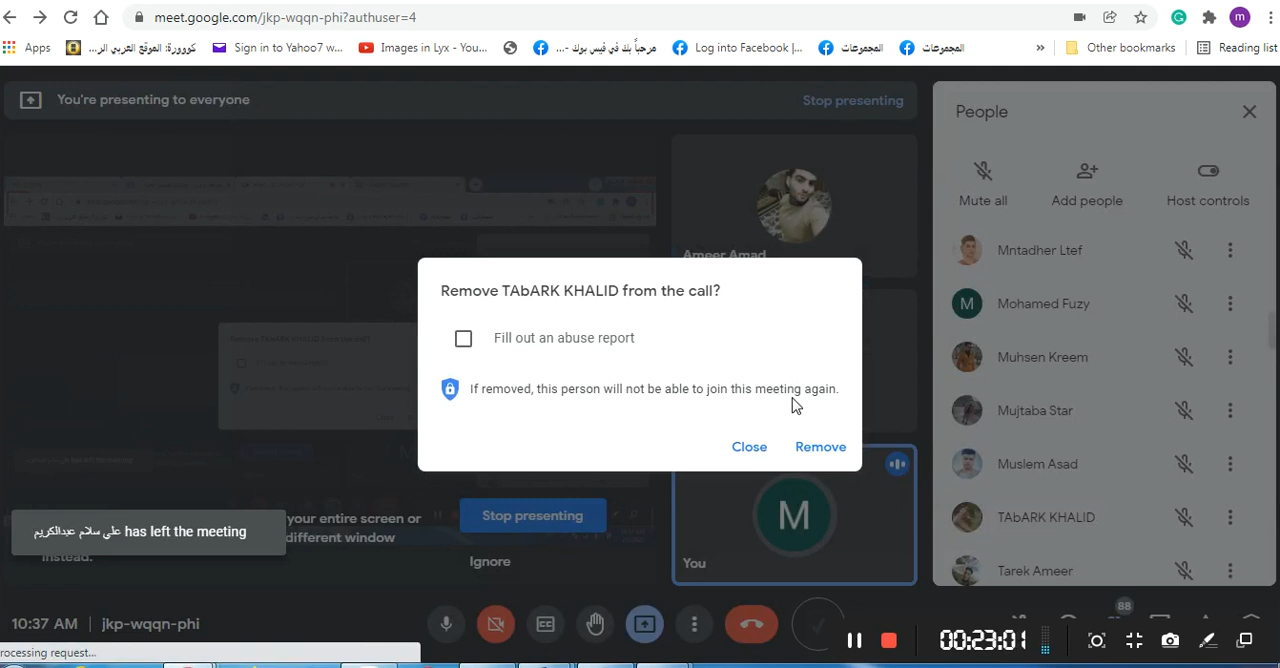 meet.google.com/jkp-wqqn-phi?authuser=4
m
Apps
كووورة: الموقع العربي الر...
Sign in to Yahoo7 w...
Images in Lyx - You...
مرحباً بك في فيس بوك -...
Log into Facebook |...
المجموعات
المجموعات
»
Other bookmarks
Reading list
You're presenting to everyone
Stop presenting
Ameer Amad
People
Mute all
Add people
Host controls
Mntadher Ltef
M
Mohamed Fuzy
Muhsen Kreem
Mujtaba Star
Muslem Asad
TAbARK KHALID
Tarek Ameer
Remove TAbARK KHALID from the call?
Fill out an abuse report
If removed, this person will not be able to join this meeting again.
Close
Remove
your entire screen or
different window
instead.
Stop presenting
Ignore
علي سلام عبدالكريم has left the meeting
M
You
10:37 AM | jkp-wqqn-phi
88
00:23:01
rocessing request...